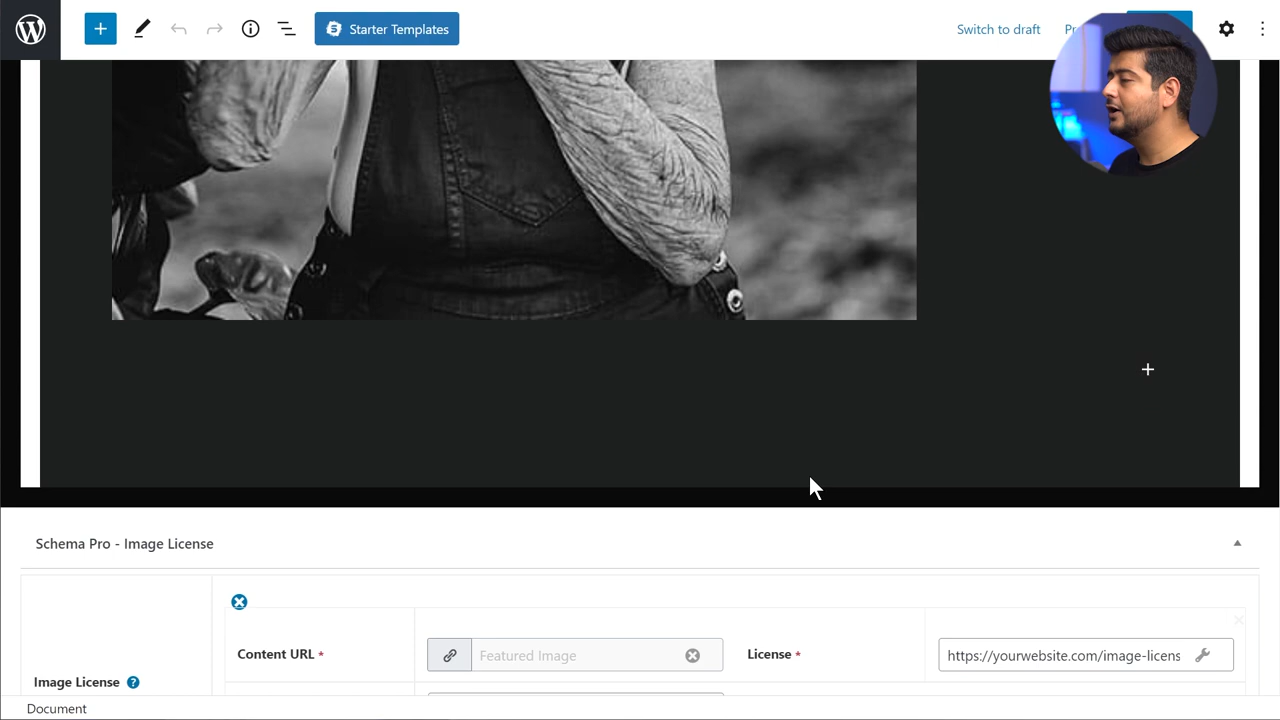 Starter Templates
Switch to draft
Schema Pro - Image License
Content URL *
Featured Image
License *
https://yourwebsite.com/image-licens
Image License
Document